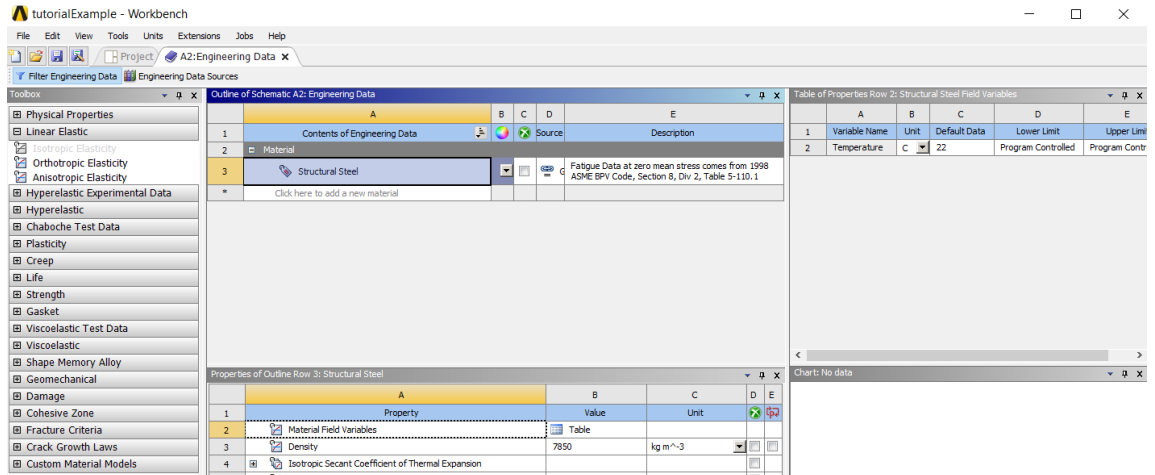 tutorialExample - Workbench
File Edit View Tools Units Extensions Jobs Help
Project A2:Engineering Data
Filter Engineering Data Engineering Data Sources
Toolbox
Physical Properties
Linear Elastic
Isotropic Elasticity
Orthotropic Elasticity
Anisotropic Elasticity
Hyperelastic Experimental Data
Hyperelastic
Chaboche Test Data
Plasticity
Creep
Life
Strength
Gasket
Viscoelastic Test Data
Viscoelastic
Shape Memory Alloy
Geomechanical
Damage
Cohesive Zone
Fracture Criteria
Crack Growth Laws
Custom Material Models
Outline of Schematic A2: Engineering Data
A B C D E
1 Contents of Engineering Data Source Description
2 Material
3 Structural Steel G Fatigue Data at zero mean stress comes from 1998
ASME BPV Code, Section 8, Div 2, Table 5-110.1
* Click here to add a new material
Properties of Outline Row 3: Structural Steel
A B C D E
1 Property Value Unit
2 Material Field Variables Table
3 Density 7850 kg m^-3
4 Isotropic Secant Coefficient of Thermal Expansion
Table of Properties Row 2: Structural Steel Field Variables
A B C D E
1 Variable Name Unit Default Data Lower Limit Upper Limi
2 Temperature C 22 Program Controlled Program Contr
Chart: No data